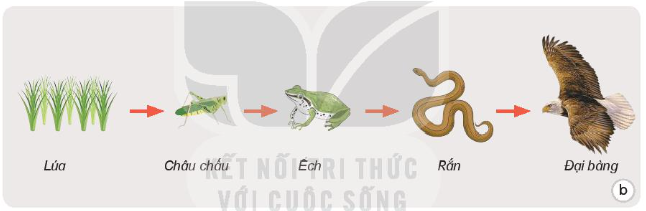 Lúa
Châu chấu
Ếch
Rắn
Đại bàng
KẾT NỐI TRI THỨC
VỚI CUỘC SỐNG
b